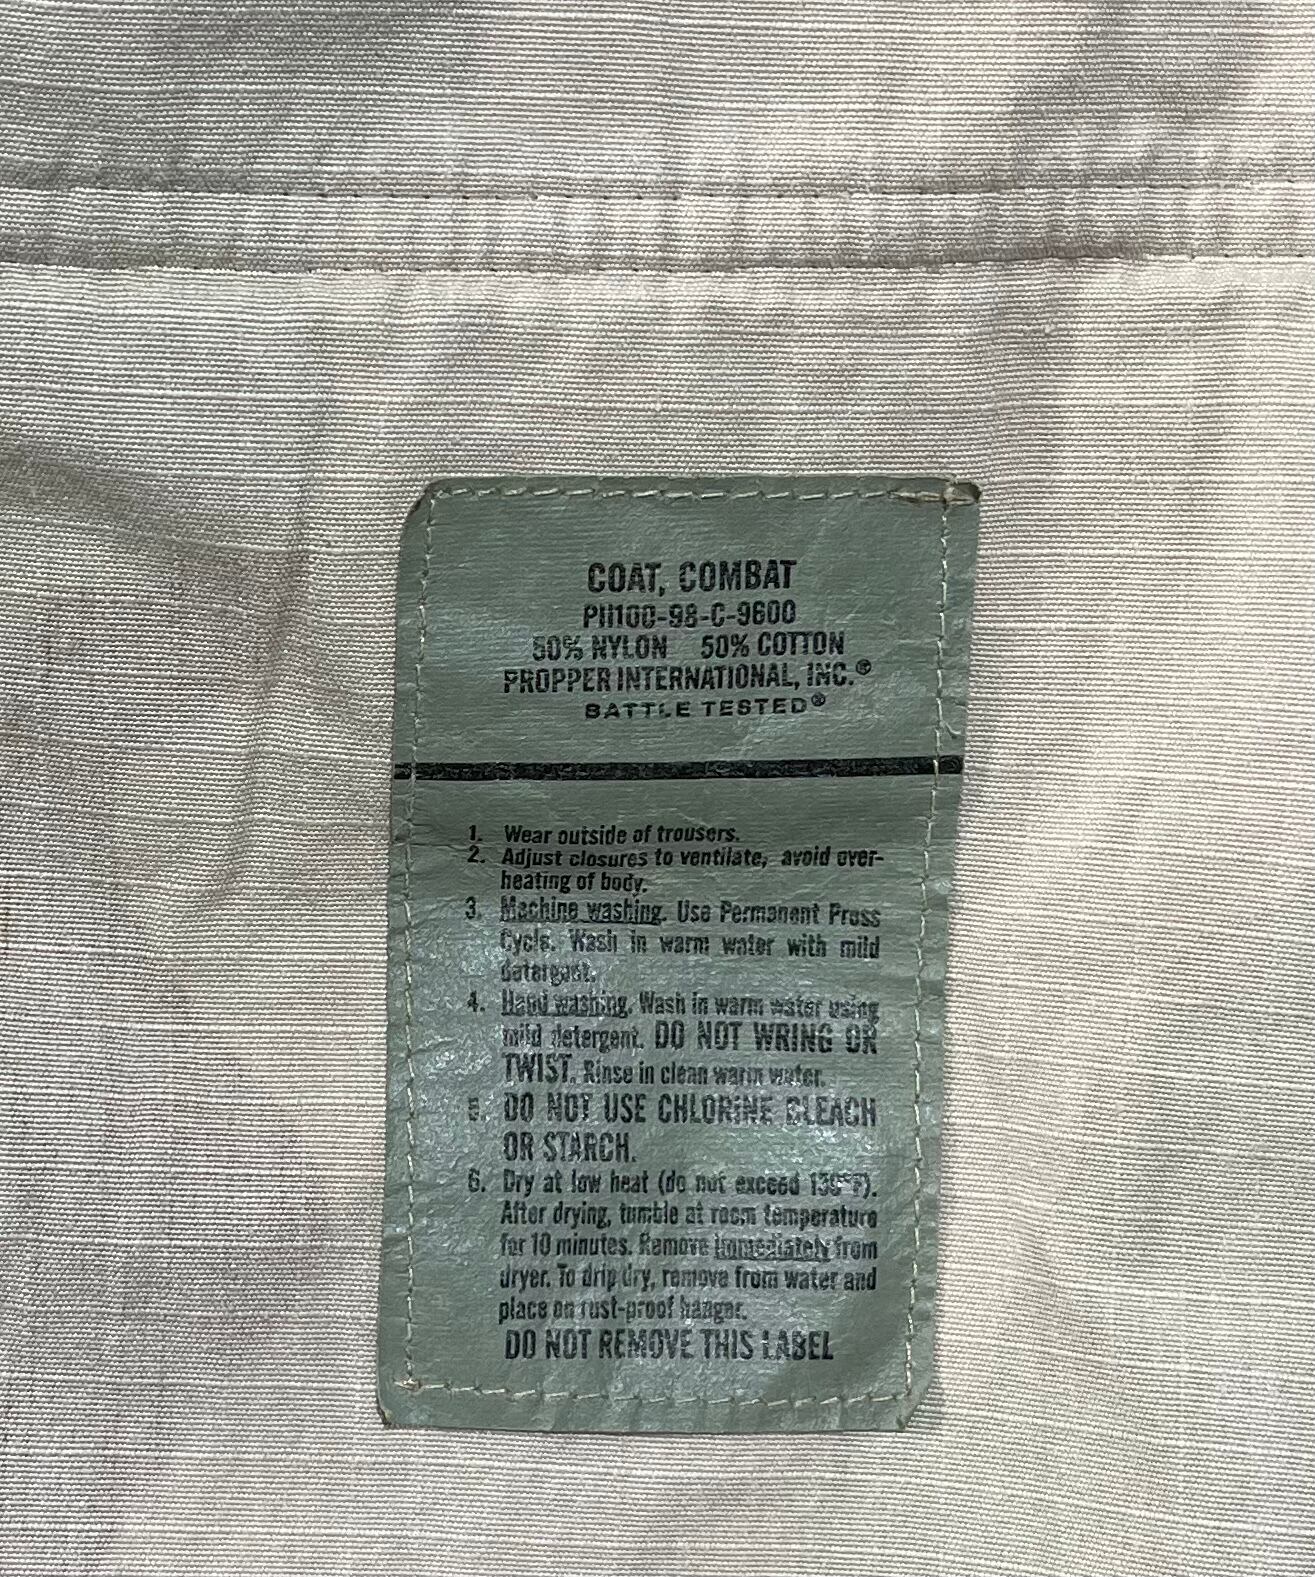 COAT, COMBAT
PII100-98-C-9600
50% NYLON 50% COTTON
PROPPER INTERNATIONAL, INC.®
BATTLE TESTED®
1. Wear outside of trousers.
2. Adjust closures to ventilate, avoid over-
heating of body.
3. Machine washing. Use Permanent Press
Cycle. Wash in warm water with mild
detergent.
4. Hand washing. Wash in warm water using
mild detergent. DO NOT WRING OR
TWIST. Rinse in clean warm water.
5. DO NOT USE CHLORINE BLEACH
OR STARCH.
6. Dry at low heat (do not exceed 130°F).
After drying, tumble at room temperature
for 10 minutes. Remove immediately from
dryer. To drip dry, remove from water and
place on rust-proof hanger.
DO NOT REMOVE THIS LABEL